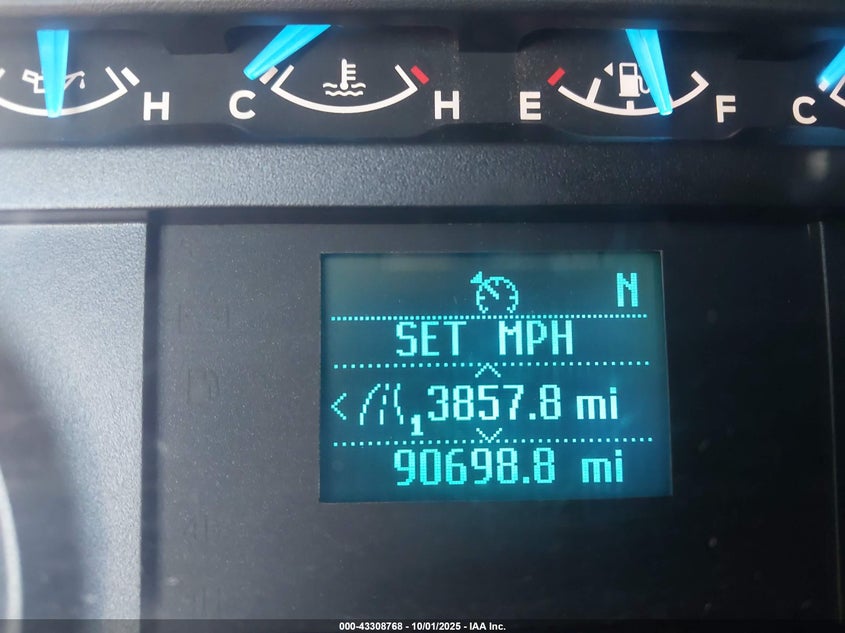 H C H E F C
N
SET MPH
1 3857.8 mi
90698.8 mi
000-43308768 - 10/01/2025 - IAA Inc.